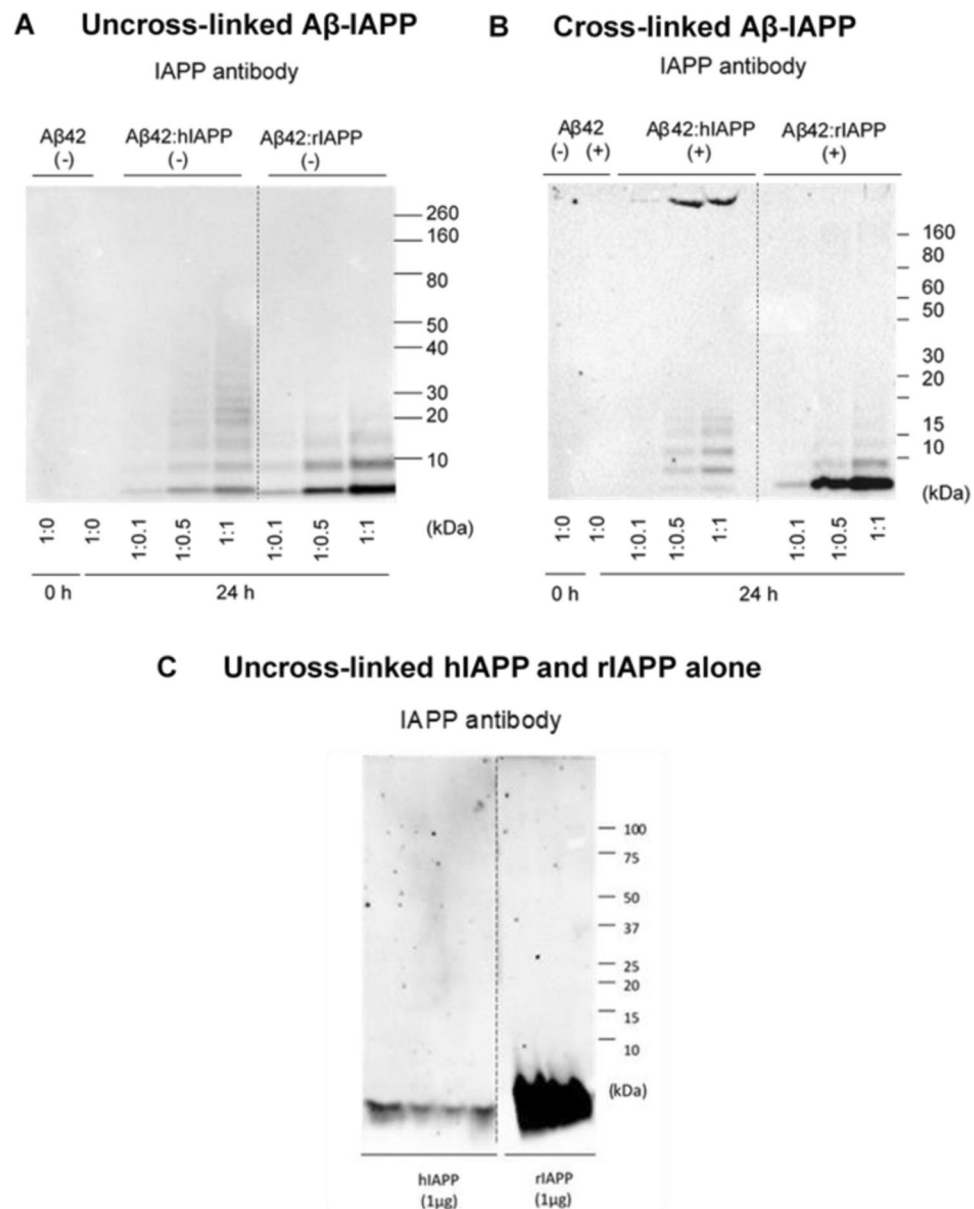 A Uncross-linked Aβ-IAPP
IAPP antibody
Aβ42 Aβ42:hIAPP Aβ42:rIAPP
(-) (-) (-)
260
160
80
50
40
30
20
10
1:0 1:0 1:0.1 1:0.5 1:1 1:0.1 1:0.5 1:1 (kDa)
0 h 24 h
B Cross-linked Aβ-IAPP
IAPP antibody
Aβ42 Aβ42:hIAPP Aβ42:rIAPP
(-) (+) (+) (+)
160
80
60
50
30
20
15
10
(kDa)
1:0 1:0 1:0.1 1:0.5 1:1 1:0.1 1:0.5 1:1
0 h 24 h
C Uncross-linked hIAPP and rIAPP alone
IAPP antibody
100
75
50
37
25
20
15
10
(kDa)
hIAPP rIAPP
(1µg) (1µg)